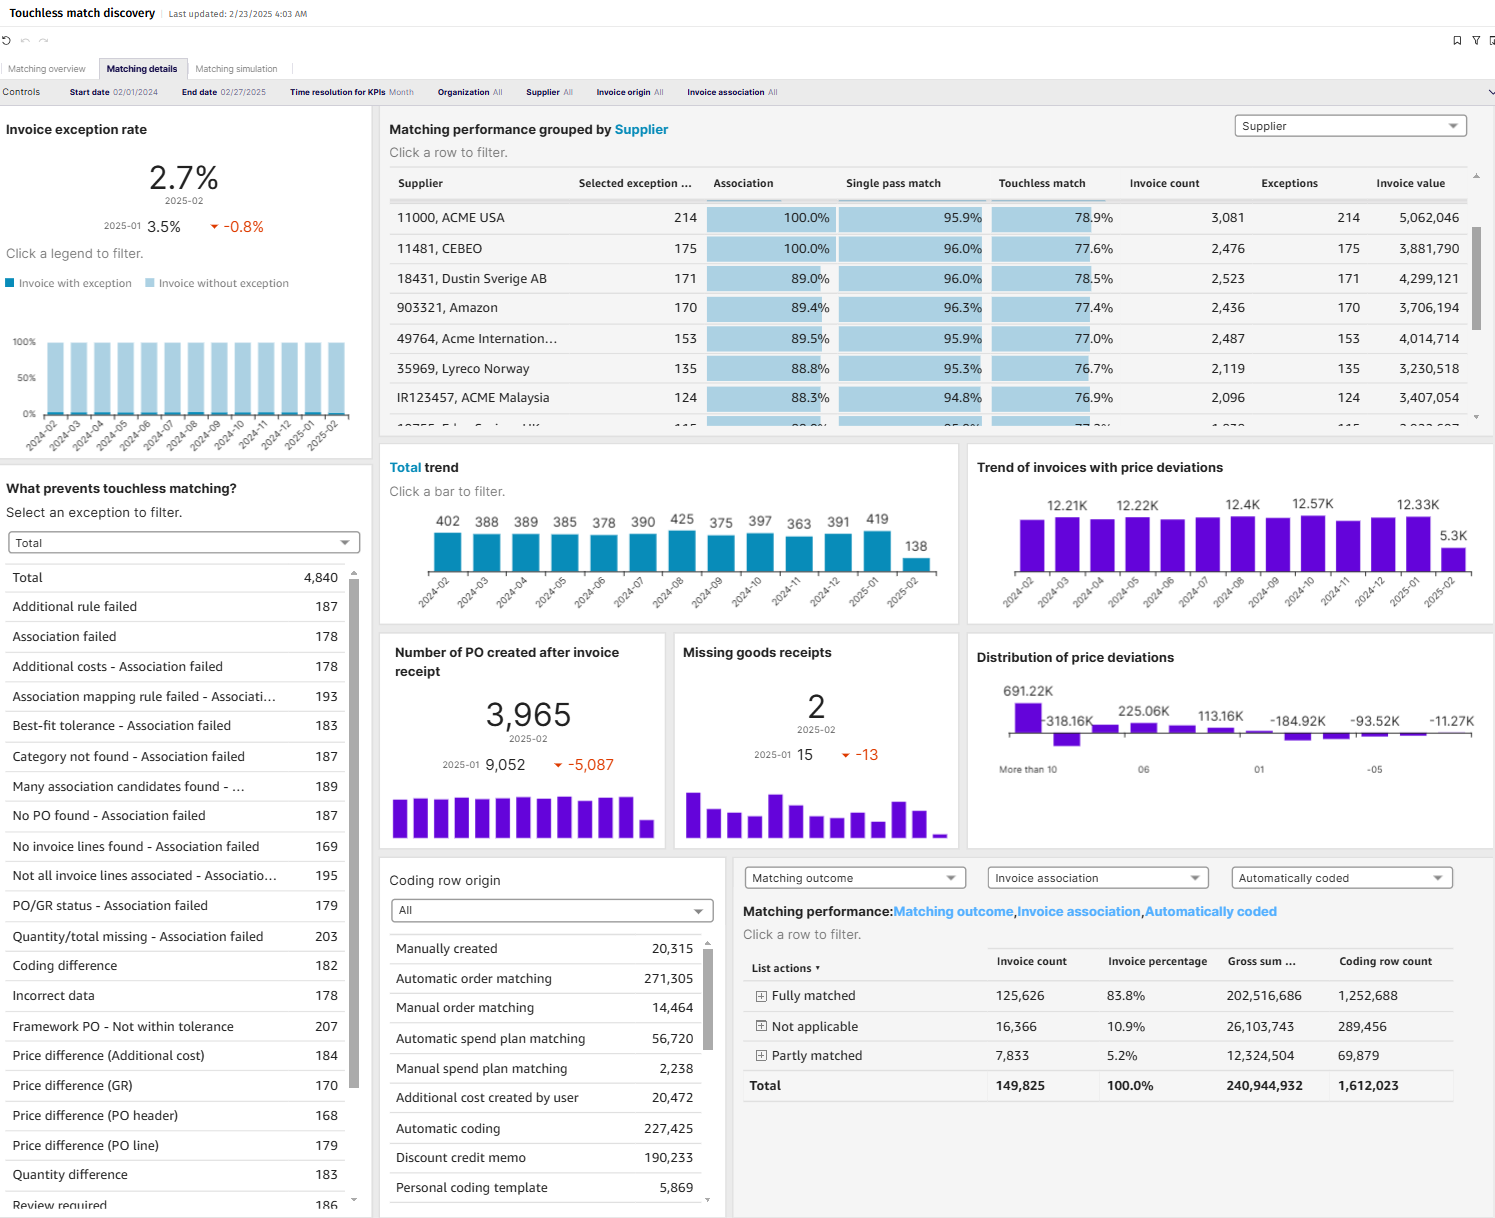 Touchless match discovery
Last updated: 2/23/2025 4:03 AM
Matching overview
Matching details
Matching simulation
Controls
Start date 02/01/2024
End date 02/27/2025
Time resolution for KPIs Month
Organization All
Supplier All
Invoice origin All
Invoice association All
Invoice exception rate
2.7%
2025-02
2025-01 3.5% -0.8%
Click a legend to filter.
Invoice with exception
Invoice without exception
100%
50%
0%
2024-02 2024-03 2024-04 2024-05 2024-06 2024-07 2024-08 2024-09 2024-10 2024-11 2024-12 2025-01 2025-02
Matching performance grouped by Supplier
Supplier
Click a row to filter.
Supplier Selected exception ... Association Single pass match Touchless match Invoice count Exceptions Invoice value
11000, ACME USA 214 100.0% 95.9% 78.9% 3,081 214 5,062,046
11481, CEBEO 175 100.0% 96.0% 77.6% 2,476 175 3,881,790
18431, Dustin Sverige AB 171 89.0% 96.0% 78.5% 2,523 171 4,299,121
903321, Amazon 170 89.4% 96.3% 77.4% 2,436 170 3,706,194
49764, Acme Internation... 153 89.5% 95.9% 77.0% 2,487 153 4,014,714
35969, Lyreco Norway 135 88.8% 95.3% 76.7% 2,119 135 3,230,518
IR123457, ACME Malaysia 124 88.3% 94.8% 76.9% 2,096 124 3,407,054
What prevents touchless matching?
Select an exception to filter.
Total
Total 4,840
Additional rule failed 187
Association failed 178
Additional costs - Association failed 178
Association mapping rule failed - Associati... 193
Best-fit tolerance - Association failed 183
Category not found - Association failed 187
Many association candidates found - ... 189
No PO found - Association failed 187
No invoice lines found - Association failed 169
Not all invoice lines associated - Associatio... 195
PO/GR status - Association failed 179
Quantity/total missing - Association failed 203
Coding difference 182
Incorrect data 178
Framework PO - Not within tolerance 207
Price difference (Additional cost) 184
Price difference (GR) 170
Price difference (PO header) 168
Price difference (PO line) 179
Quantity difference 183
Review required 186
Total trend
Click a bar to filter.
402 388 389 385 378 390 425 375 397 363 391 419 138
2024-02 2024-03 2024-04 2024-05 2024-06 2024-07 2024-08 2024-09 2024-10 2024-11 2024-12 2025-01 2025-02
Trend of invoices with price deviations
12.21K 12.22K 12.4K 12.57K 12.33K 5.3K
2024-02 2024-03 2024-04 2024-05 2024-06 2024-07 2024-08 2024-09 2024-10 2024-11 2024-12 2025-01 2025-02
Number of PO created after invoice
receipt
3,965
2025-02
2025-01 9,052 -5,087
Missing goods receipts
2
2025-02
2025-01 15 -13
Distribution of price deviations
691.22K -318.16K 225.06K 113.16K -184.92K -93.52K -11.27K
More than 10 06 01 -05
Coding row origin
All
Manually created 20,315
Automatic order matching 271,305
Manual order matching 14,464
Automatic spend plan matching 56,720
Manual spend plan matching 2,238
Additional cost created by user 20,472
Automatic coding 227,425
Discount credit memo 190,233
Personal coding template 5,869
Matching outcome
Invoice association
Automatically coded
Matching performance:Matching outcome,Invoice association,Automatically coded
Click a row to filter.
List actions Invoice count Invoice percentage Gross sum ... Coding row count
Fully matched 125,626 83.8% 202,516,686 1,252,688
Not applicable 16,366 10.9% 26,103,743 289,456
Partly matched 7,833 5.2% 12,324,504 69,879
Total 149,825 100.0% 240,944,932 1,612,023